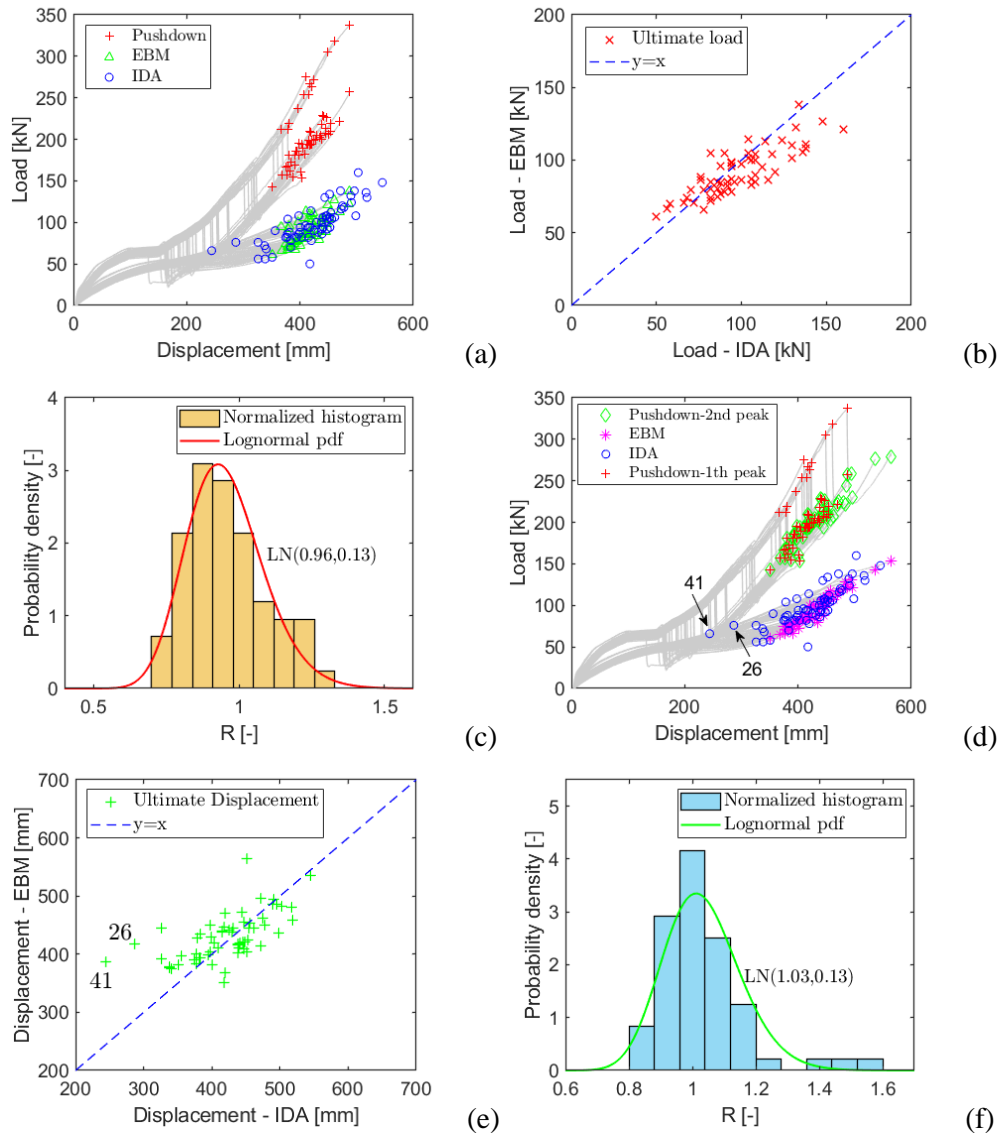 350
300
250
200
150
100
50
0
Load [kN]
Pushdown
EBM
IDA
0 200 400 600
Displacement [mm]
(a)
200
150
100
50
0
Load - EBM [kN]
Ultimate load
y=x
0 50 100 150 200
Load - IDA [kN]
(b)
4
3
2
1
0
Probability density [-]
Normalized histogram
Lognormal pdf
LN(0.96,0.13)
0.5 1 1.5
R [-]
(c)
350
300
250
200
150
100
50
0
Load [kN]
Pushdown-2nd peak
EBM
IDA
Pushdown-1th peak
41
26
0 200 400 600
Displacement [mm]
(d)
700
600
500
400
300
200
Displacement - EBM [mm]
Ultimate Displacement
y=x
26
41
200 300 400 500 600 700
Displacement - IDA [mm]
(e)
5
4
3
2
1
0
Probability density [-]
Normalized histogram
Lognormal pdf
LN(1.03,0.13)
0.6 0.8 1 1.2 1.4 1.6
R [-]
(f)